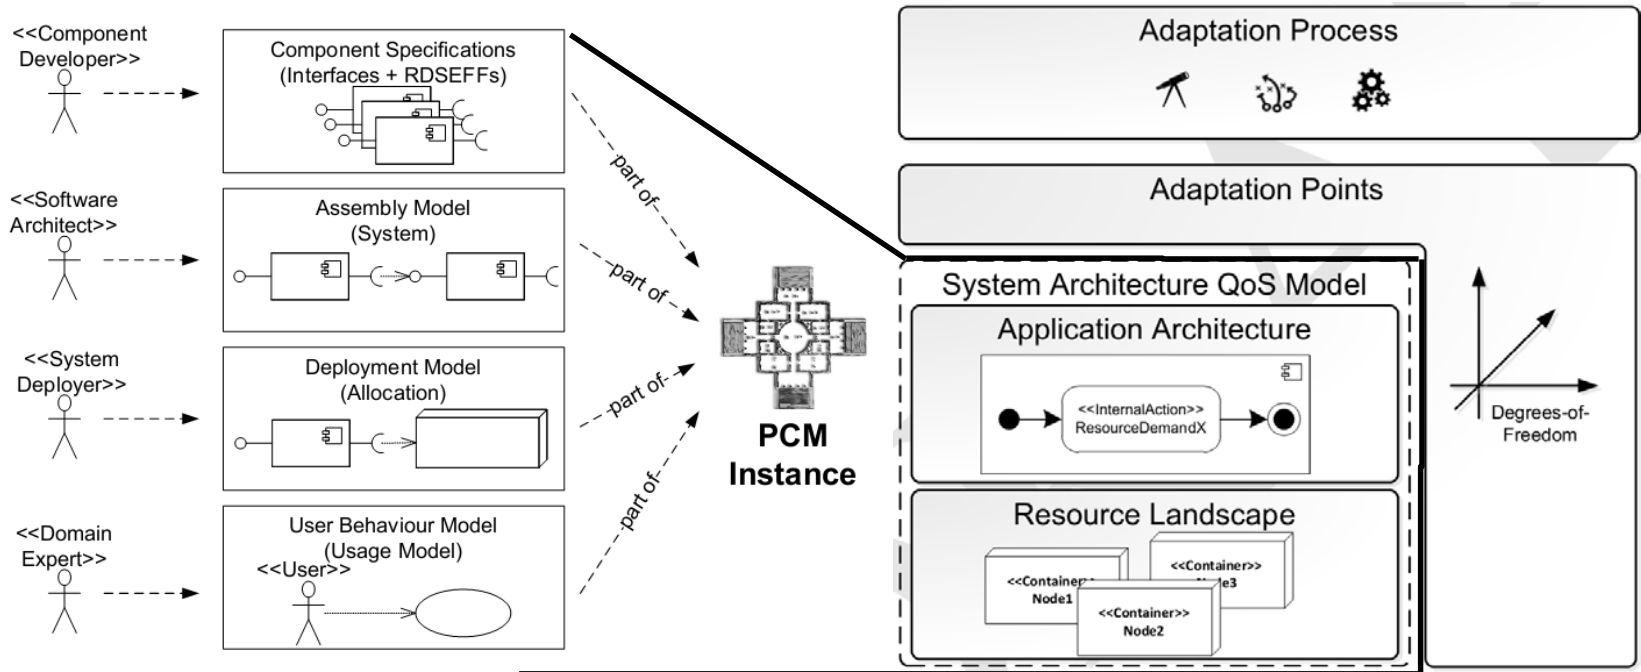 <<Component
Developer>>
Component Specifications
(Interfaces + RDSEFFs)
<<Software
Architect>>
Assembly Model
(System)
<<System
Deployer>>
Deployment Model
(Allocation)
<<Domain
Expert>>
User Behaviour Model
(Usage Model)
<<User>>
part of
part of
part of
part of
PCM
Instance
Adaptation Process
Adaptation Points
System Architecture QoS Model
Application Architecture
<<InternalAction>>
ResourceDemandX
Degrees-of-
Freedom
Resource Landscape
<<Container>>
Node1
<<Container>>
Node2
<<Container>>